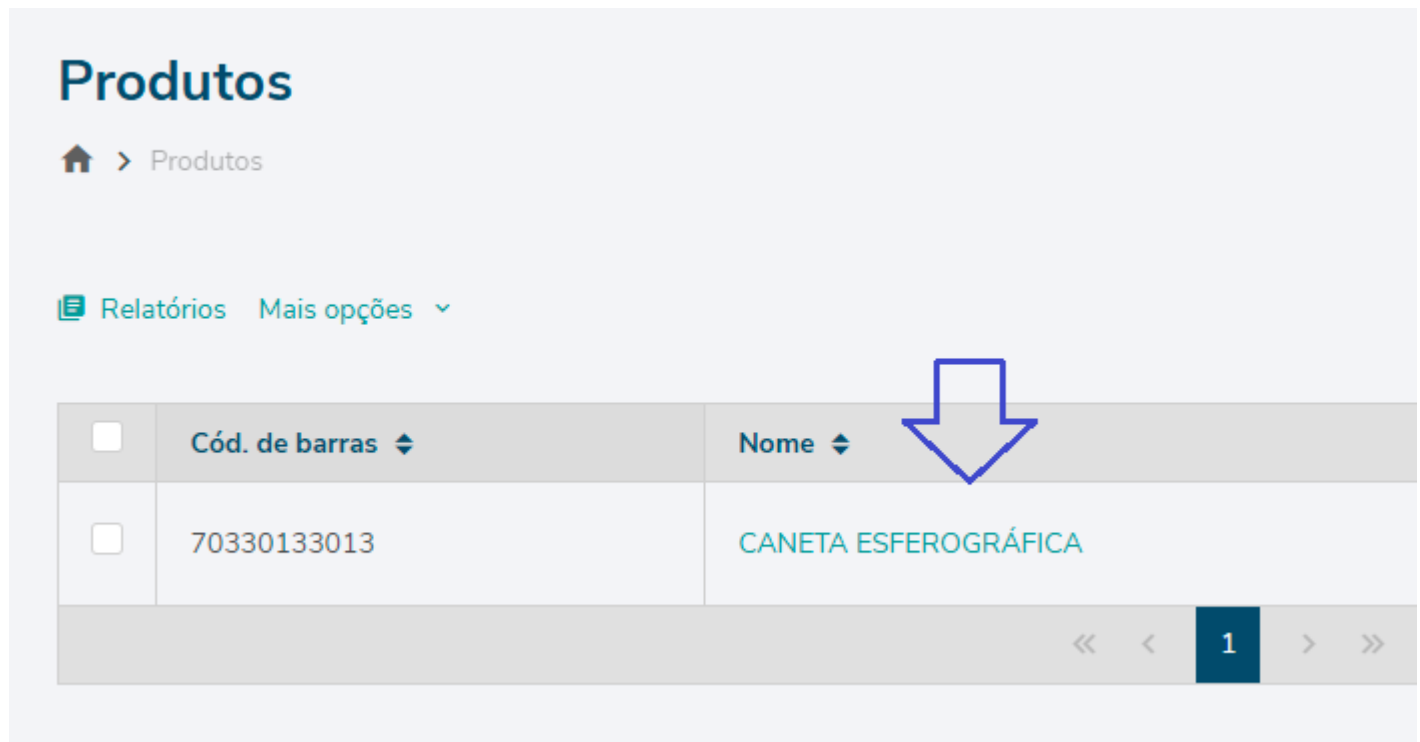 Produtos
Produtos
Relatórios Mais opções
Cód. de barras Nome
70330133013 CANETA ESFEROGRÁFICA
1